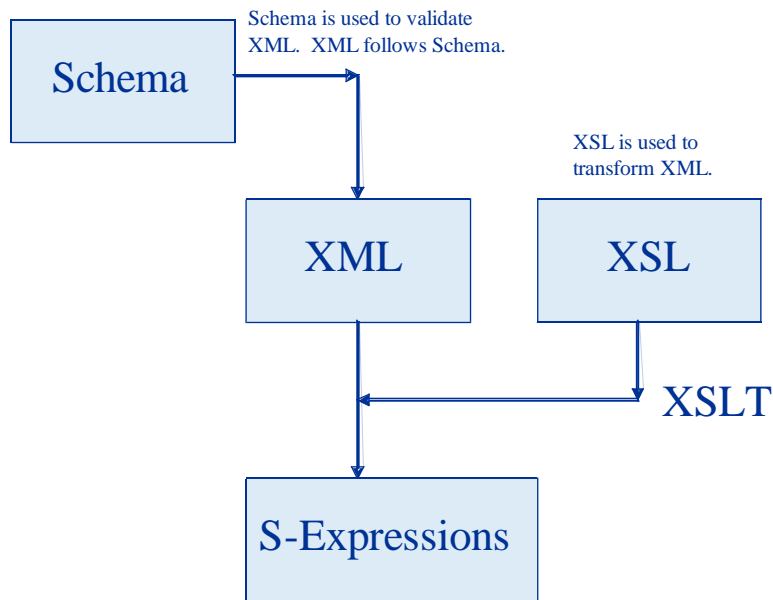 Schema is used to validate
XML. XML follows Schema.
Schema
XSL is used to
transform XML.
XML
XSL
XSLT
S-Expressions